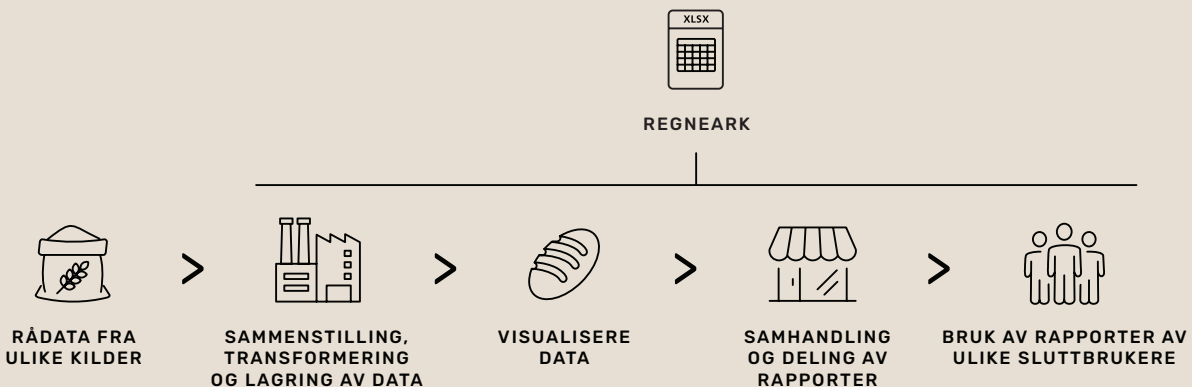 XLSX
REGNEARK
RÅDATA FRA
ULIKE KILDER
SAMMENSTILLING,
TRANSFORMERING
OG LAGRING AV DATA
VISUALISERE
DATA
SAMHANDLING
OG DELING AV
RAPPORTER
BRUK AV RAPPORTER AV
ULIKE SLUTTBRUKERE